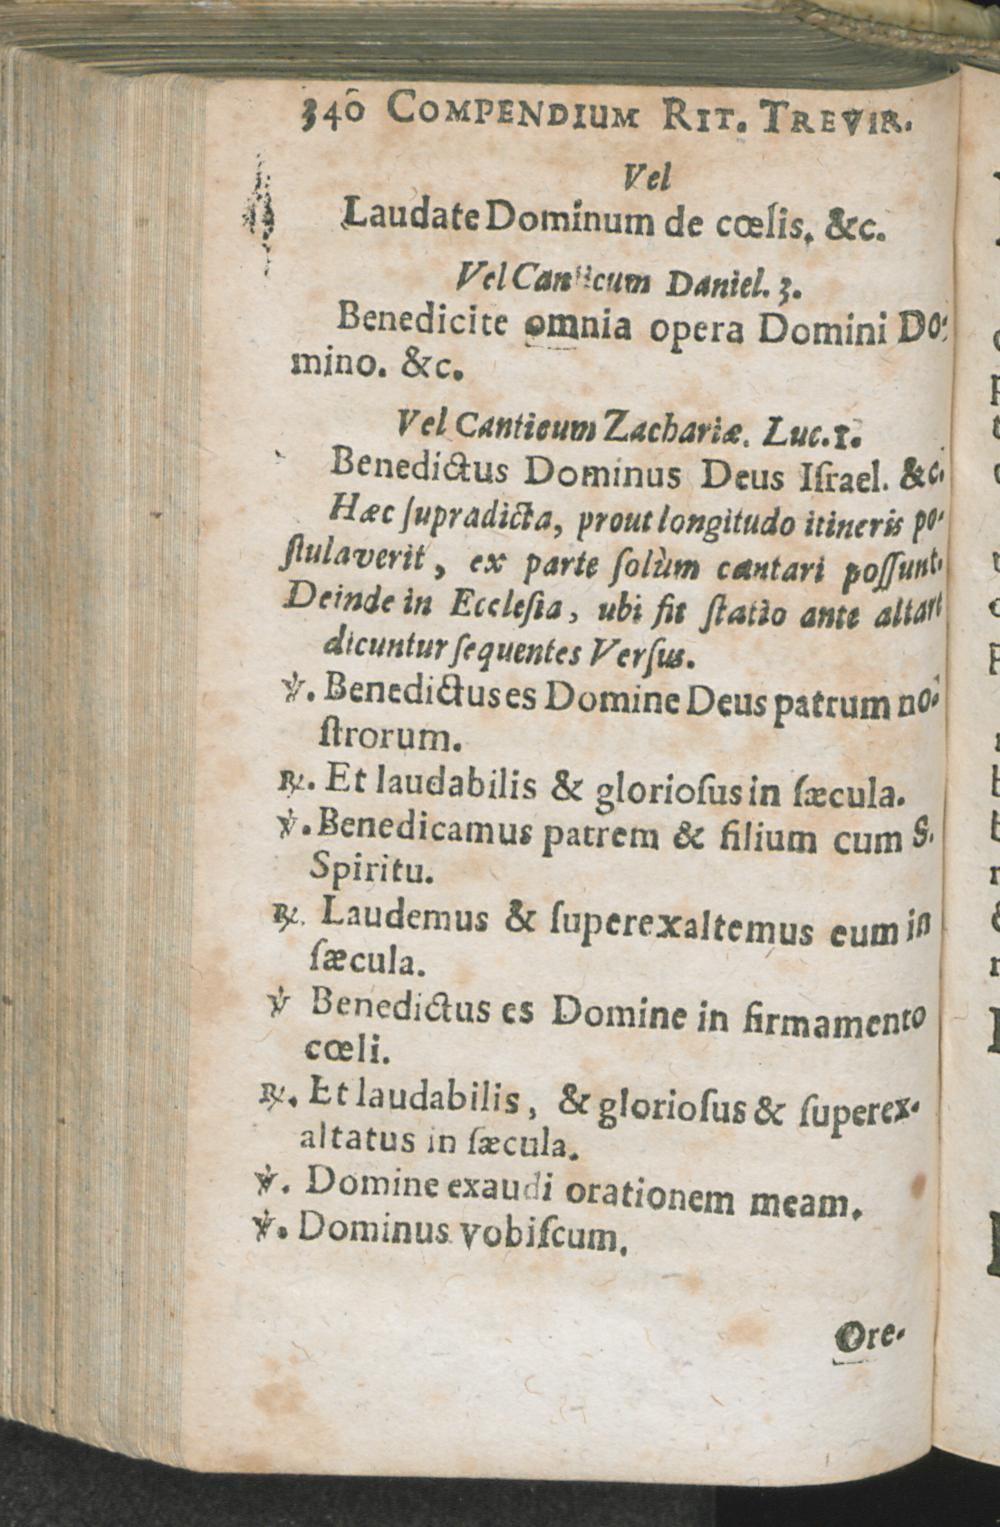 340 COMPENDIUM RIT. TREVIR.
Vel
Laudate Dominum de cœlis. &c.
Vel Canticum Daniel. 3.
Benedicite omnia opera Domini Do-
mino. &c.
Vel Canticum Zachariæ. Luc. 1.
Benedictus Dominus Deus Iſrael. &c.
Hæc ſupradicta, prout longitudo itineris po-
ſtulaverit, ex parte ſolùm cantari poſſunt.
Deinde in Eccleſia, ubi fit ſtatio ante altare
dicuntur ſequentes Verſus.
℣. Benedictus es Domine Deus patrum no-
ſtrorum.
℟. Et laudabilis & glorioſus in ſæcula.
℣. Benedicamus patrem & filium cum S.
Spiritu.
℟. Laudemus & ſuperexaltemus eum in
ſæcula.
℣ Benedictus es Domine in firmamento
cœli.
℟. Et laudabilis, & glorioſus & ſuperex-
altatus in ſæcula.
℣. Domine exaudi orationem meam.
℣. Dominus vobiſcum.
Ore-